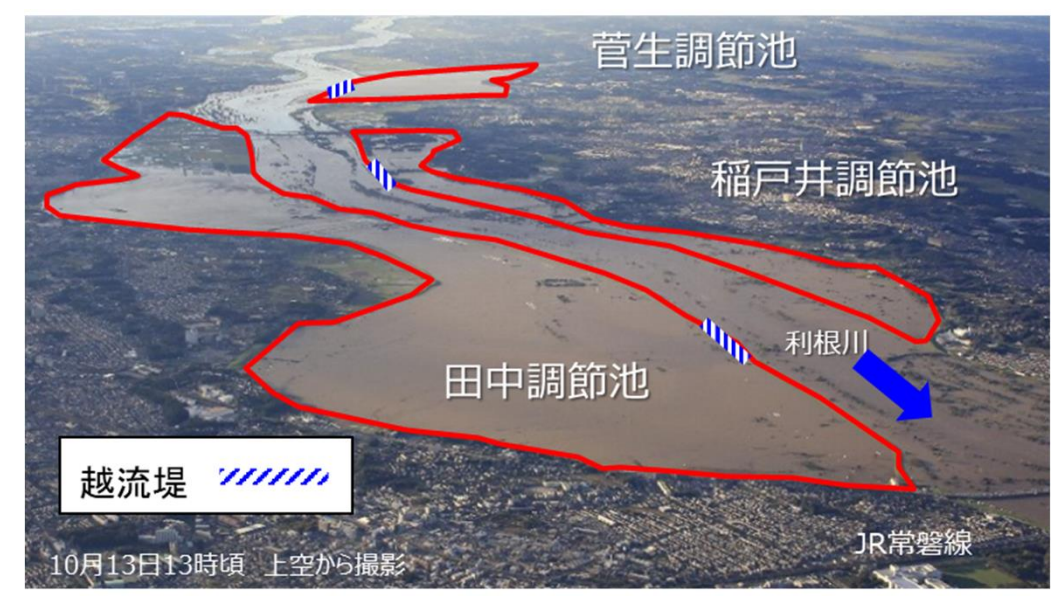 菅生調節池
稲戸井調節池
利根川
田中調節池
越流堤
JR常磐線
10月13日13時頃 上空から撮影